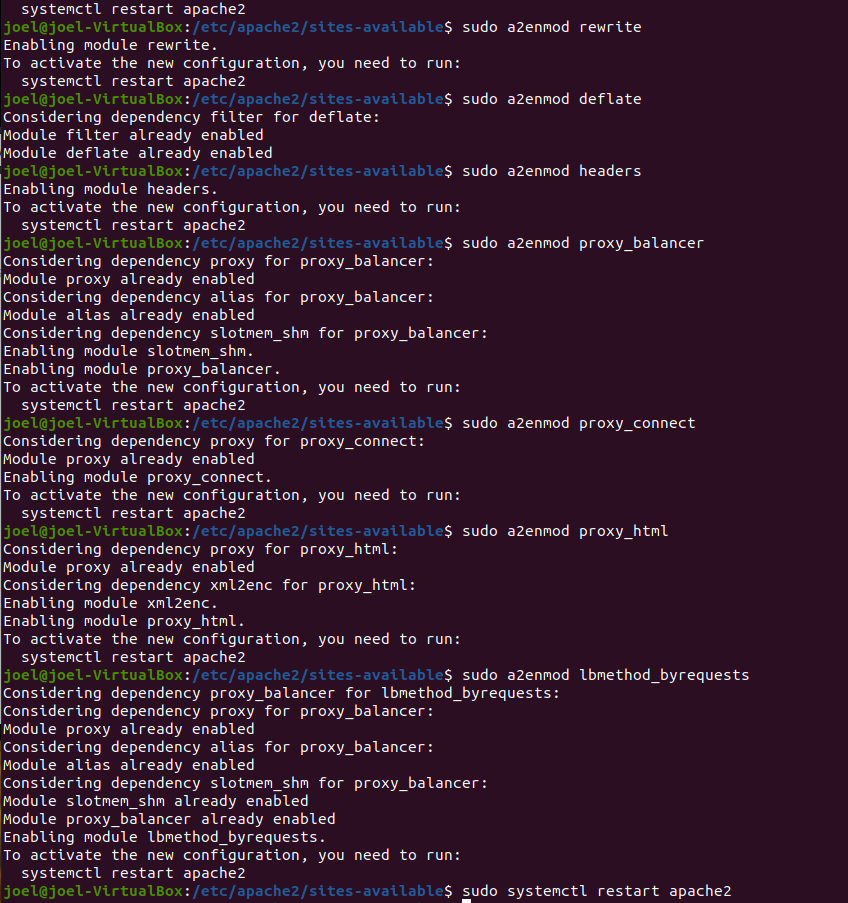 systemctl restart apache2
joel@joel-VirtualBox:/etc/apache2/sites-available$ sudo a2enmod rewrite
Enabling module rewrite.
To activate the new configuration, you need to run:
  systemctl restart apache2
joel@joel-VirtualBox:/etc/apache2/sites-available$ sudo a2enmod deflate
Considering dependency filter for deflate:
Module filter already enabled
Module deflate already enabled
joel@joel-VirtualBox:/etc/apache2/sites-available$ sudo a2enmod headers
Enabling module headers.
To activate the new configuration, you need to run:
  systemctl restart apache2
joel@joel-VirtualBox:/etc/apache2/sites-available$ sudo a2enmod proxy_balancer
Considering dependency proxy for proxy_balancer:
Module proxy already enabled
Considering dependency alias for proxy_balancer:
Module alias already enabled
Considering dependency slotmem_shm for proxy_balancer:
Enabling module slotmem_shm.
Enabling module proxy_balancer.
To activate the new configuration, you need to run:
  systemctl restart apache2
joel@joel-VirtualBox:/etc/apache2/sites-available$ sudo a2enmod proxy_connect
Considering dependency proxy for proxy_connect:
Module proxy already enabled
Enabling module proxy_connect.
To activate the new configuration, you need to run:
  systemctl restart apache2
joel@joel-VirtualBox:/etc/apache2/sites-available$ sudo a2enmod proxy_html
Considering dependency proxy for proxy_html:
Module proxy already enabled
Considering dependency xml2enc for proxy_html:
Enabling module xml2enc.
Enabling module proxy_html.
To activate the new configuration, you need to run:
  systemctl restart apache2
joel@joel-VirtualBox:/etc/apache2/sites-available$ sudo a2enmod lbmethod_byrequests
Considering dependency proxy_balancer for lbmethod_byrequests:
Considering dependency proxy for proxy_balancer:
Module proxy already enabled
Considering dependency alias for proxy_balancer:
Module alias already enabled
Considering dependency slotmem_shm for proxy_balancer:
Module slotmem_shm already enabled
Module proxy_balancer already enabled
Enabling module lbmethod_byrequests.
To activate the new configuration, you need to run:
  systemctl restart apache2
joel@joel-VirtualBox:/etc/apache2/sites-available$ sudo systemctl restart apache2